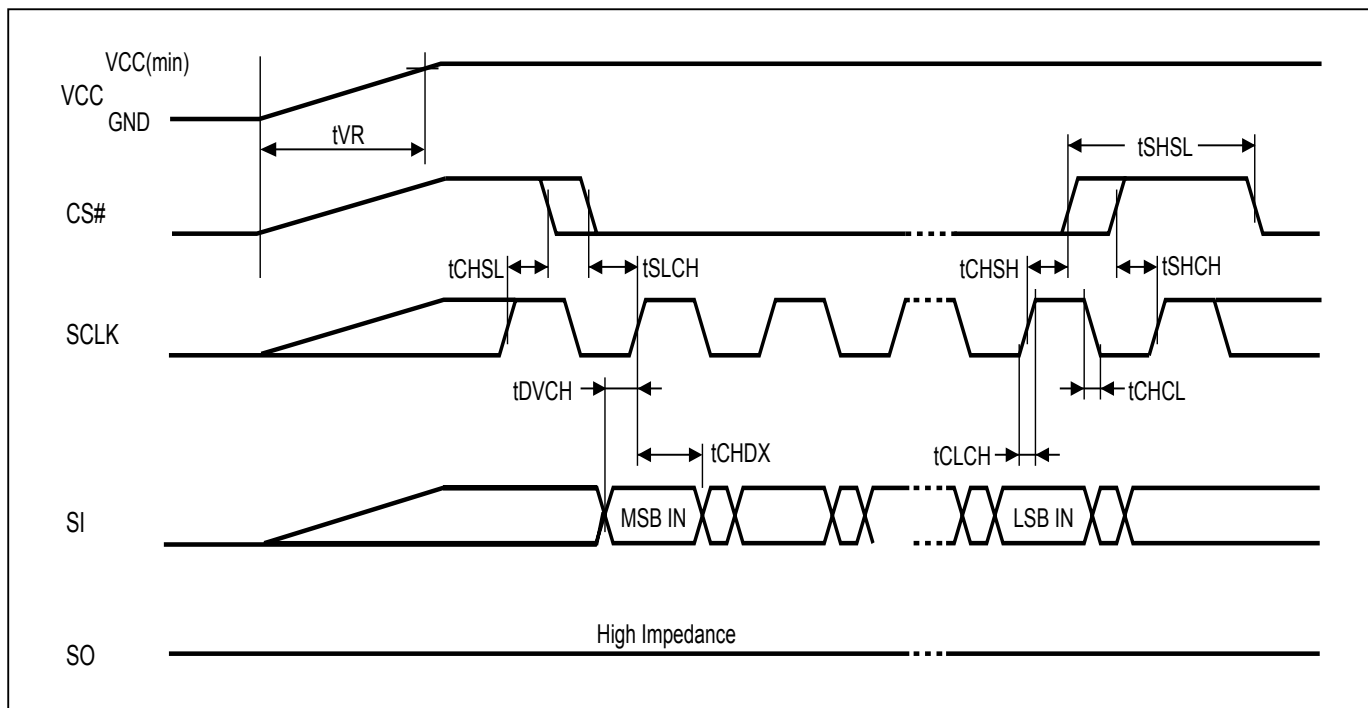 VCC(min)
VCC
GND
tVR
tSHSL
CS#
tCHSL
tSLCH
tCHSH
tSHCH
SCLK
tDVCH
tCHCL
tCHDX
tCLCH
SI
MSB IN
LSB IN
High Impedance
SO